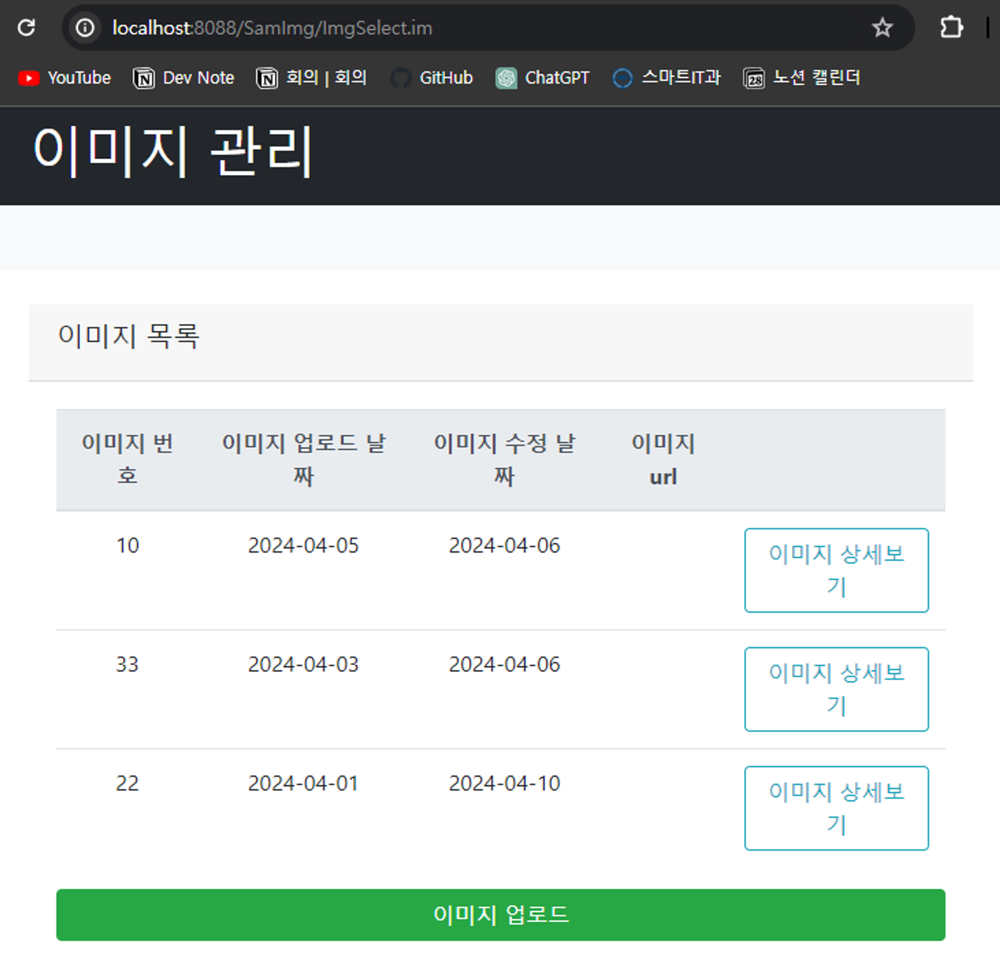 localhost:8088/SamImg/ImgSelect.im
YouTube Dev Note 회의 | 회의 GitHub ChatGPT 스마트IT과 28 노션 캘린더
이미지 관리
이미지 목록
이미지 번호 이미지 업로드 날짜 이미지 수정 날짜 이미지 url
10 2024-04-05 2024-04-06 이미지 상세보기
33 2024-04-03 2024-04-06 이미지 상세보기
22 2024-04-01 2024-04-10 이미지 상세보기
이미지 업로드